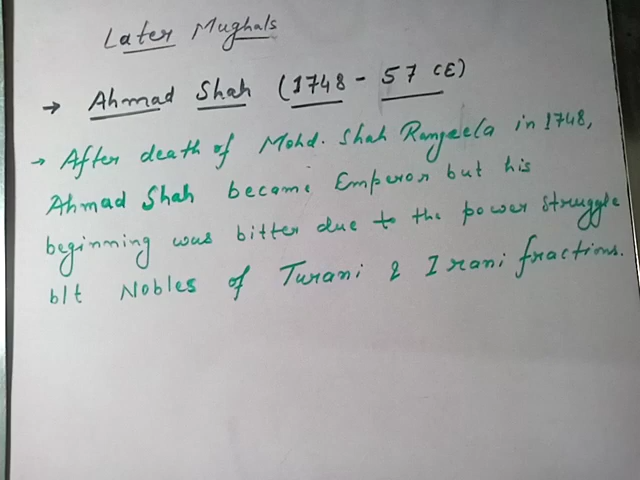 Later Mughals
→ Ahmad Shah (1748 - 57 CE)
→ After death of Mohd. Shah Rangeela in 1748,
Ahmad Shah became Emperor but his
beginning was bitter due to the power struggle
b/t Nobles of Turani & Irani fractions.